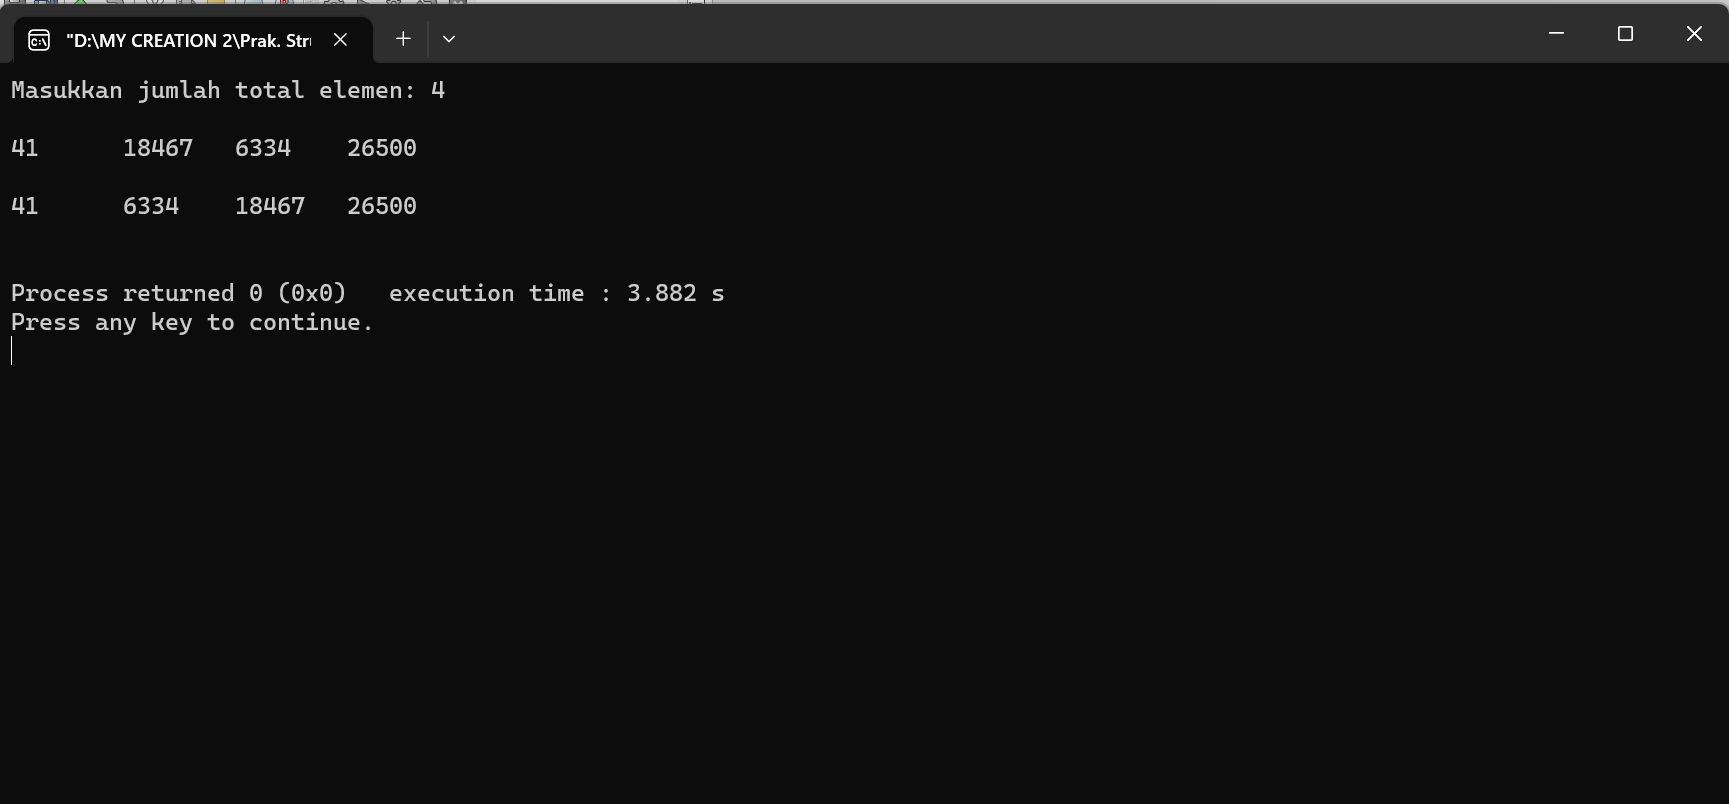 "D:\MY CREATION 2\Prak. Str
Masukkan jumlah total elemen: 4
41 18467 6334 26500
41 6334 18467 26500
Process returned 0 (0x0) execution time : 3.882 s
Press any key to continue.